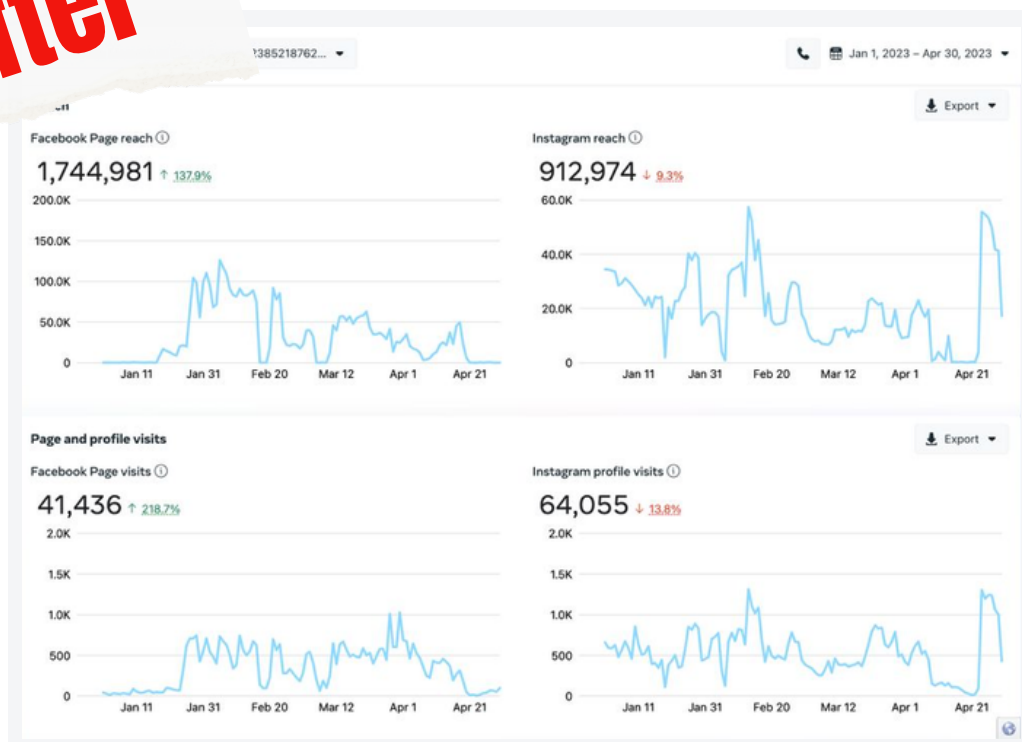 2385218762...
Jan 1, 2023 – Apr 30, 2023
Export
Facebook Page reach
1,744,981 ↑ 137.9%
200.0K
150.0K
100.0K
50.0K
0
Jan 11 Jan 31 Feb 20 Mar 12 Apr 1 Apr 21
Instagram reach
912,974 ↓ 9.3%
60.0K
40.0K
20.0K
0
Jan 11 Jan 31 Feb 20 Mar 12 Apr 1 Apr 21
Page and profile visits
Export
Facebook Page visits
41,436 ↑ 218.7%
2.0K
1.5K
1.0K
500
0
Jan 11 Jan 31 Feb 20 Mar 12 Apr 1 Apr 21
Instagram profile visits
64,055 ↓ 13.8%
2.0K
1.5K
1.0K
500
0
Jan 11 Jan 31 Feb 20 Mar 12 Apr 1 Apr 21